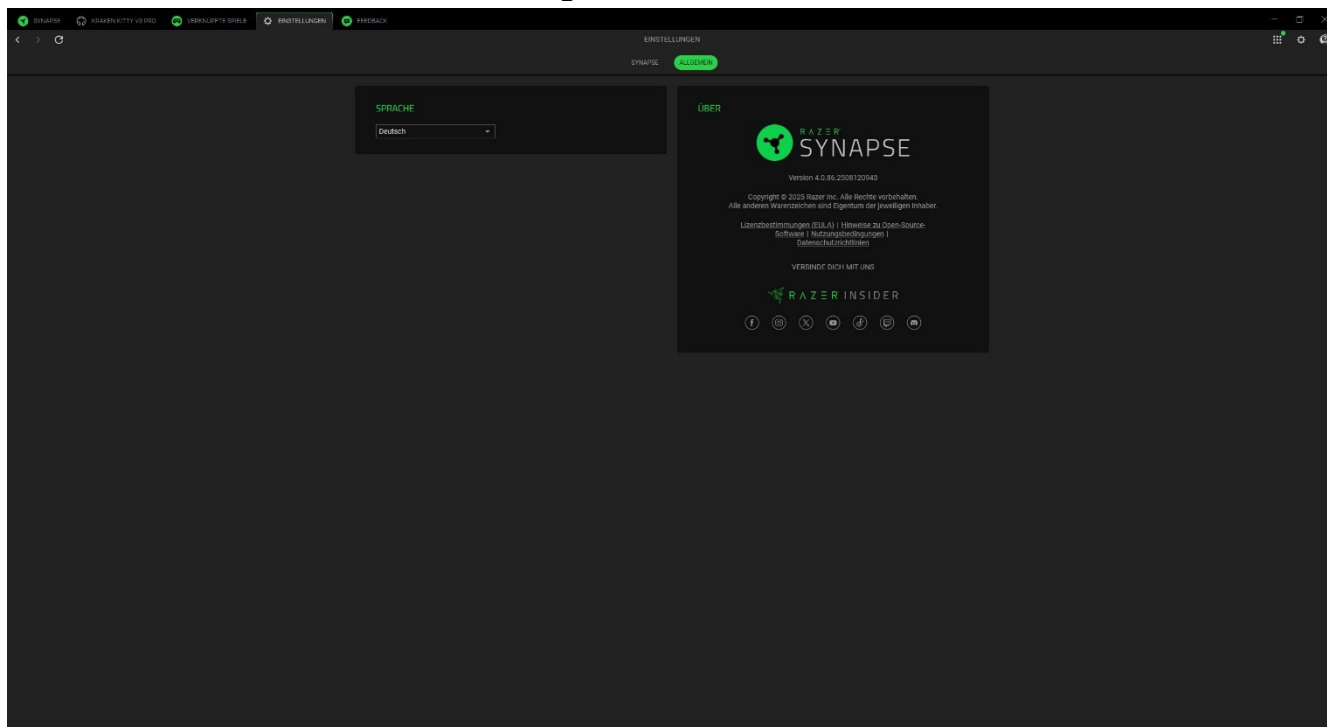 SYNAPSE KRAKEN KITTY V3 PRO VERKNÜPFTE SPIELE EINSTELLUNGEN FEEDBACK
EINSTELLUNGEN
SYNAPSE ALLGEMEIN
SPRACHE
Deutsch
ÜBER
RAZER
SYNAPSE
Version 4.0.86.2508120943
Copyright © 2025 Razer Inc. Alle Rechte vorbehalten.
Alle anderen Warenzeichen sind Eigentum der jeweiligen Inhaber.
Lizenzbestimmungen (EULA) | Hinweise zu Open-Source-
Software | Nutzungsbedingungen |
Datenschutzrichtlinien
VERBINDE DICH MIT UNS
RAZER INSIDER